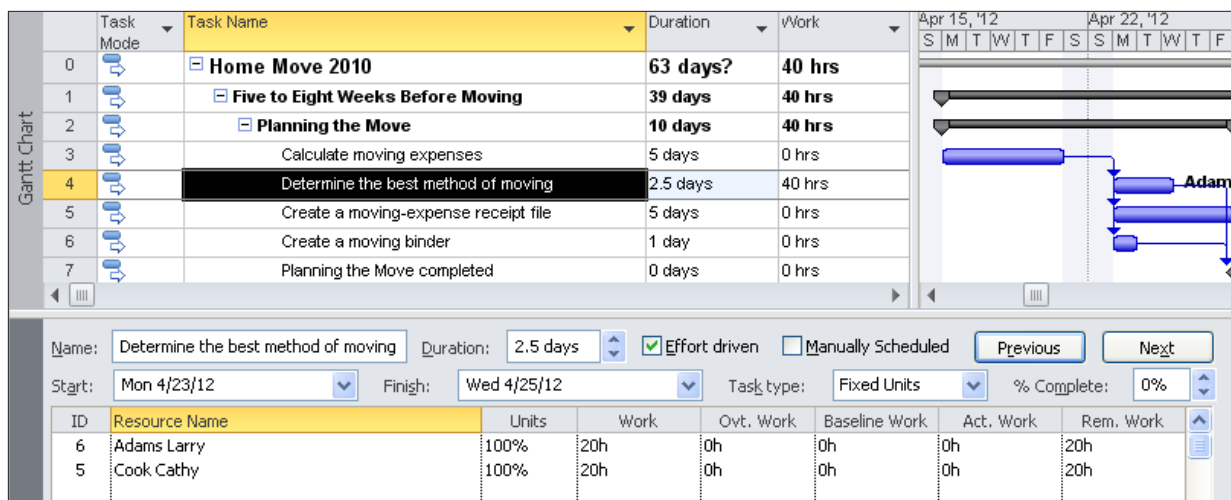 Task Mode Task Name Duration Work Apr 15, '12 Apr 22, '12
S M T W T F S S M T W T F
0 Home Move 2010 63 days? 40 hrs
1 Five to Eight Weeks Before Moving 39 days 40 hrs
2 Planning the Move 10 days 40 hrs
3 Calculate moving expenses 5 days 0 hrs
4 Determine the best method of moving 2.5 days 40 hrs Adam
5 Create a moving-expense receipt file 5 days 0 hrs
6 Create a moving binder 1 day 0 hrs
7 Planning the Move completed 0 days 0 hrs
Gantt Chart
Name: Determine the best method of moving Duration: 2.5 days Effort driven Manually Scheduled Previous Next
Start: Mon 4/23/12 Finish: Wed 4/25/12 Task type: Fixed Units % Complete: 0%
ID Resource Name Units Work Ovt. Work Baseline Work Act. Work Rem. Work
6 Adams Larry 100% 20h 0h 0h 0h 20h
5 Cook Cathy 100% 20h 0h 0h 0h 20h